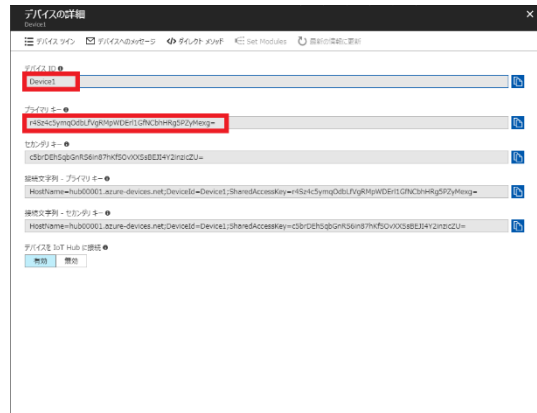 デバイスの詳細
Device1
デバイス ツイン デバイスへのメッセージ ダイレクト メソッド Set Modules 最新の情報に更新
デバイス ID
Device1
プライマリ キー
r4Sz4c5ymqOdbLfVgRMpWDErl1GfNCbhHRg5PZyMexg=
セカンダリ キー
c5brDEhSqbGnRS6in87hKfSOvXXSsBEJI4Y2inzicZU=
接続文字列 - プライマリ キー
HostName=hub00001.azure-devices.net;DeviceId=Device1;SharedAccessKey=r4Sz4c5ymqOdbLfVgRMpWDErl1GfNCbhHRg5PZyMexg=
接続文字列 - セカンダリ キー
HostName=hub00001.azure-devices.net;DeviceId=Device1;SharedAccessKey=c5brDEhSqbGnRS6in87hKfSOvXXSsBEJI4Y2inzicZU=
デバイスを IoT Hub に接続
有効 無効